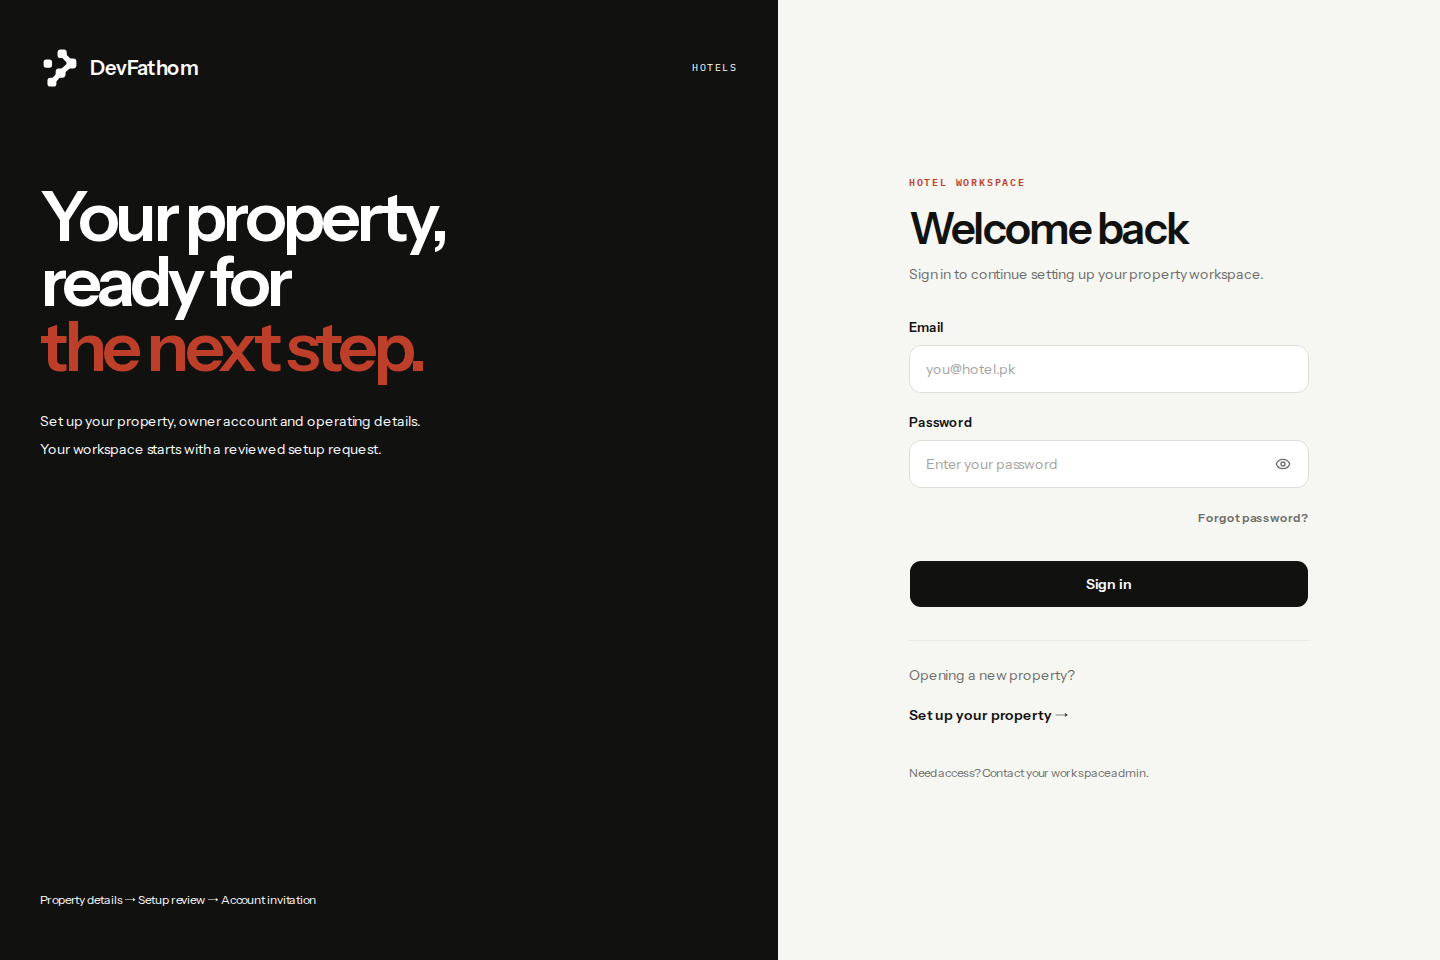 DevFathom
HOTELS
Your property,
ready for
the next step.
Set up your property, owner account and operating details.
Your workspace starts with a reviewed setup request.
Property details → Setup review → Account invitation
HOTEL WORKSPACE
Welcome back
Sign in to continue setting up your property workspace.
Email
you@hotel.pk
Password
Enter your password
Forgot password?
Sign in
Opening a new property?
Set up your property →
Need access? Contact your workspace admin.